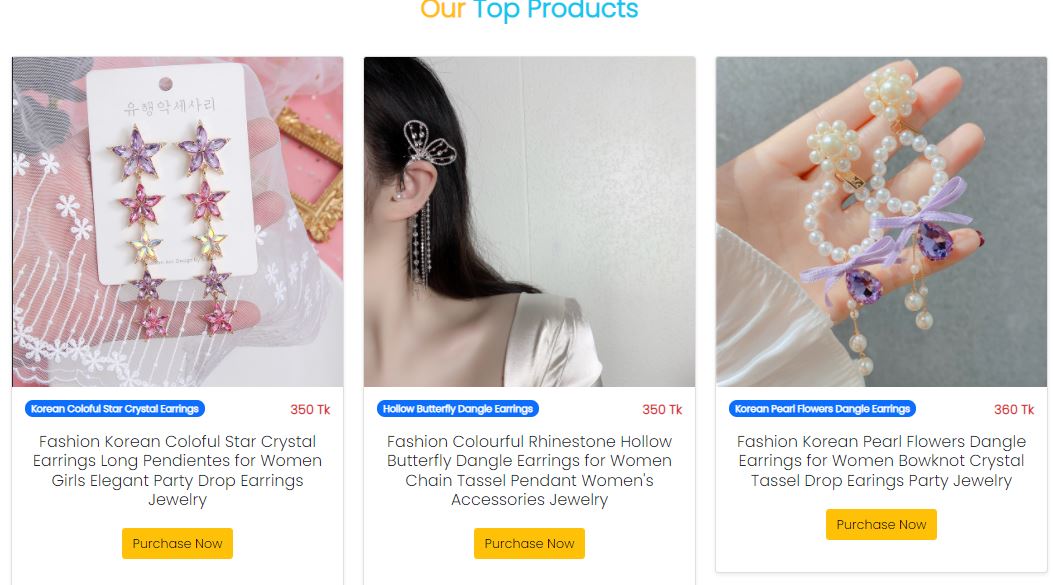 Our Top Products
유행악세사리
Korean Coloful Star Crystal Earrings
350 Tk
Fashion Korean Coloful Star Crystal
Earrings Long Pendientes for Women
Girls Elegant Party Drop Earrings
Jewelry
Purchase Now
Hollow Butterfly Dangle Earrings
350 Tk
Fashion Colourful Rhinestone Hollow
Butterfly Dangle Earrings for Women
Chain Tassel Pendant Women's
Accessories Jewelry
Purchase Now
Korean Pearl Flowers Dangle Earrings
360 Tk
Fashion Korean Pearl Flowers Dangle
Earrings for Women Bowknot Crystal
Tassel Drop Earings Party Jewelry
Purchase Now